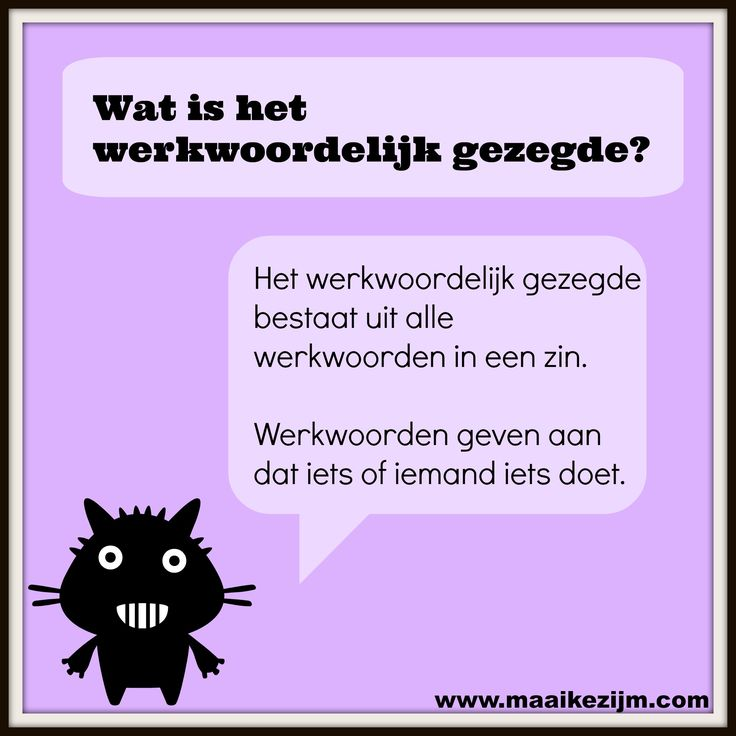 Wat is het
werkwoordelijk gezegde?
Het werkwoordelijk gezegde
bestaat uit alle
werkwoorden in een zin.
Werkwoorden geven aan
dat iets of iemand iets doet.
www.maaikezijm.com